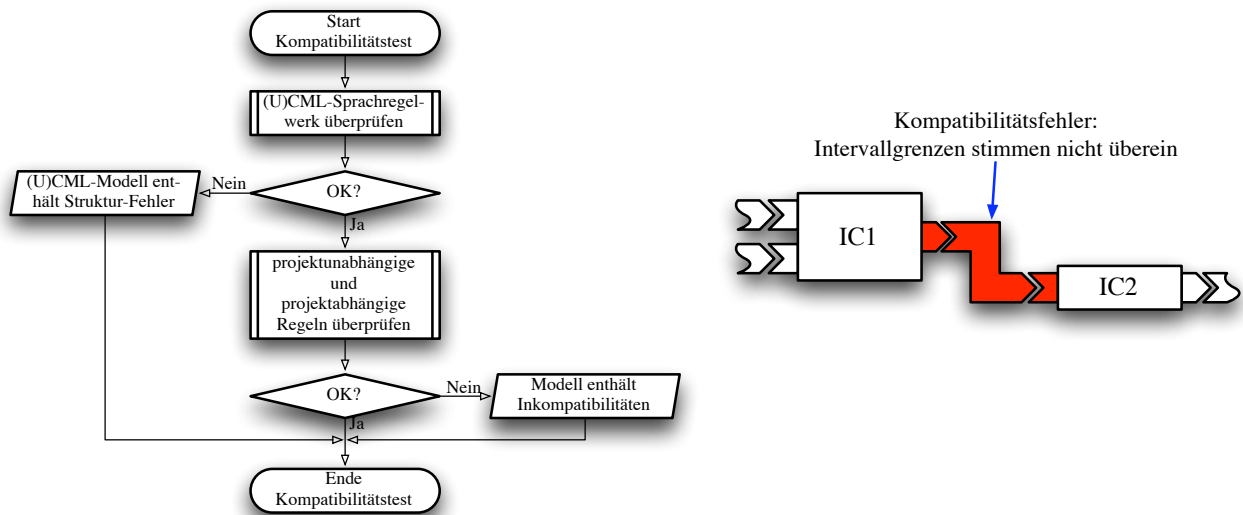 Start
Kompatibilitätstest
(U)CML-Sprachregel-
werk überprüfen
OK?
Nein
(U)CML-Modell ent-
hält Struktur-Fehler
Ja
projektunabhängige
und
projektabhängige
Regeln überprüfen
OK?
Nein
Modell enthält
Inkompatibilitäten
Ja
Ende
Kompatibilitätstest
Kompatibilitätsfehler:
Intervallgrenzen stimmen nicht überein
IC1
IC2